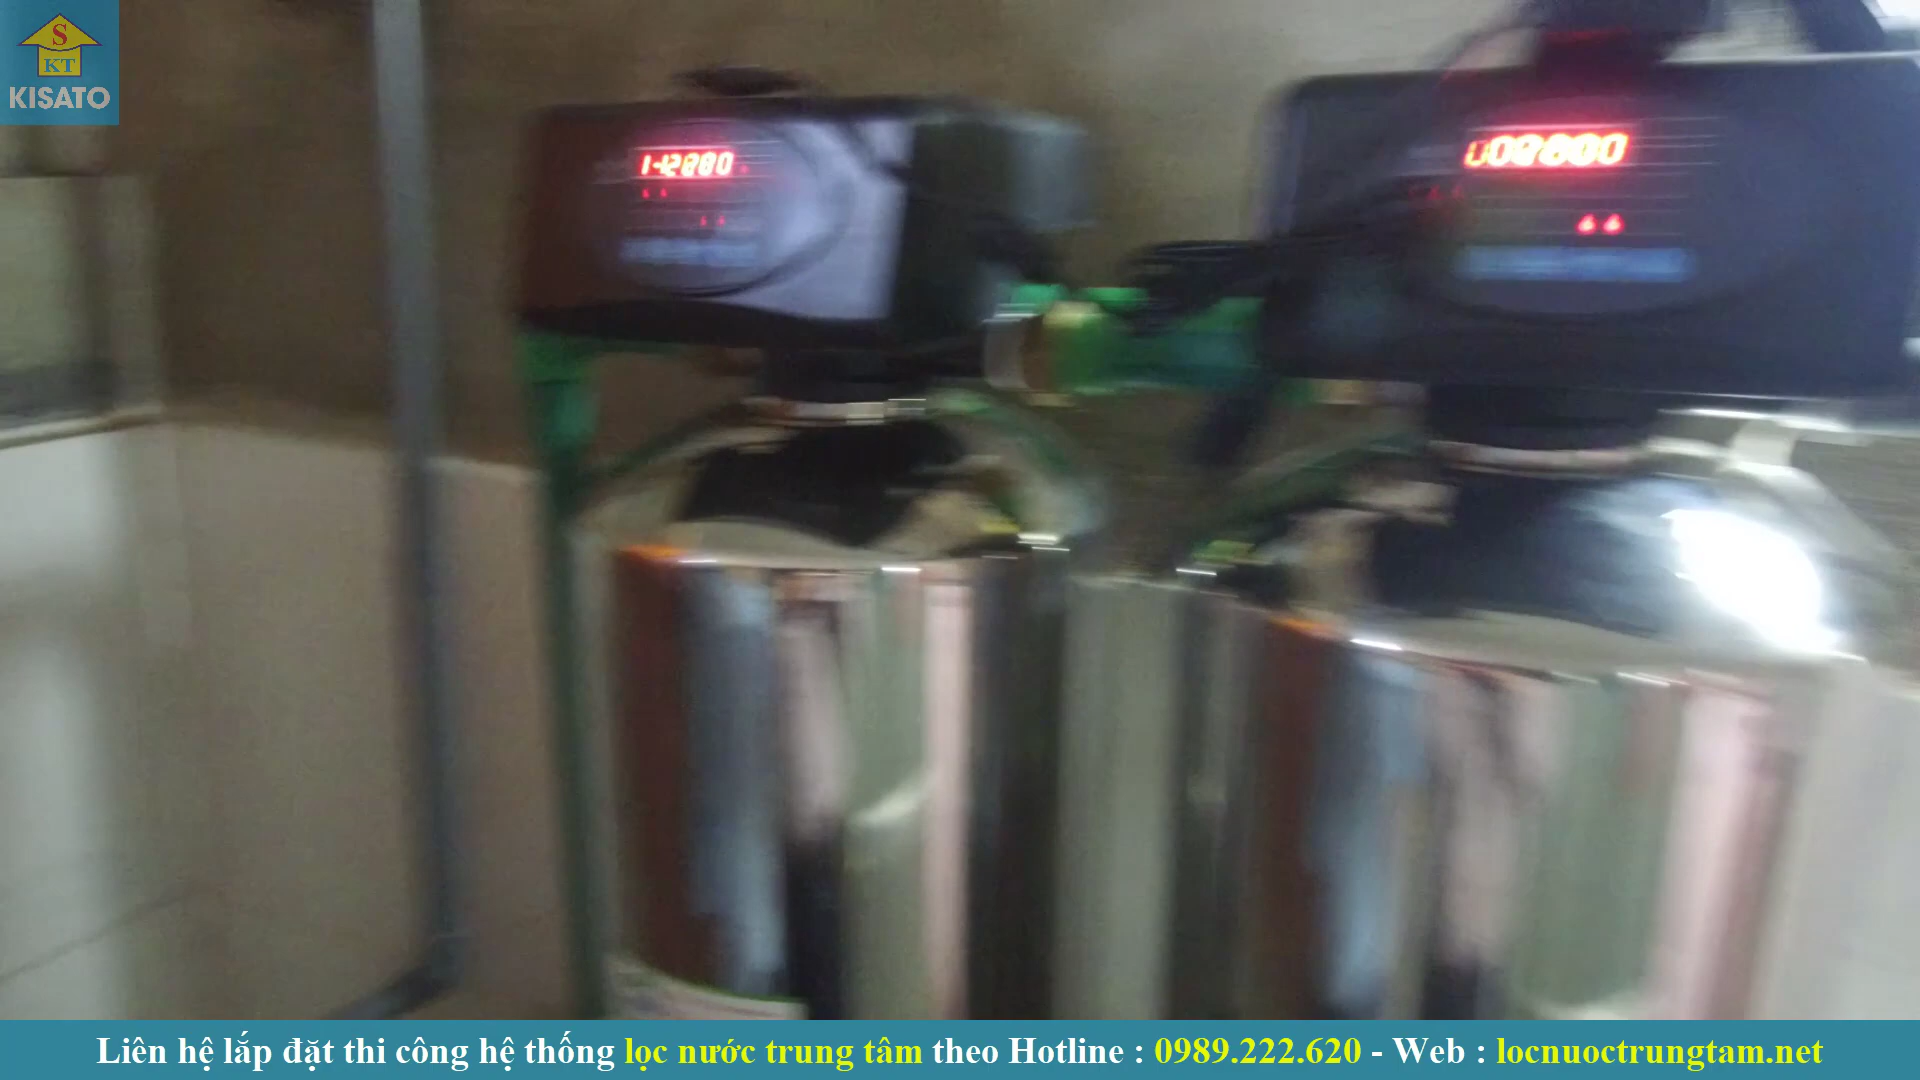 S
KT
KISATO
Liên hệ lắp đặt thi công hệ thống lọc nước trung tâm theo Hotline : 0989.222.620 - Web : locnuoctrungtam.net